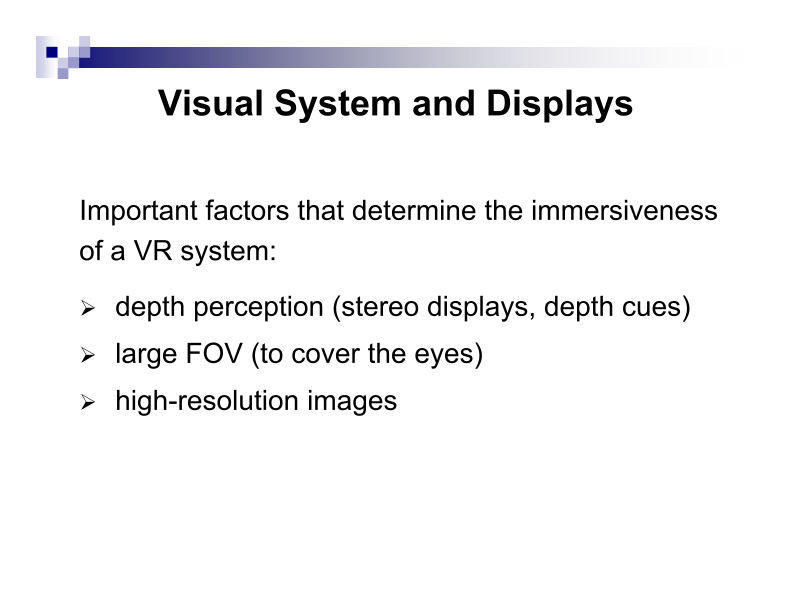 Visual System and Displays
Important factors that determine the immersiveness
of a VR system:
depth perception (stereo displays, depth cues)
large FOV (to cover the eyes)
high-resolution images